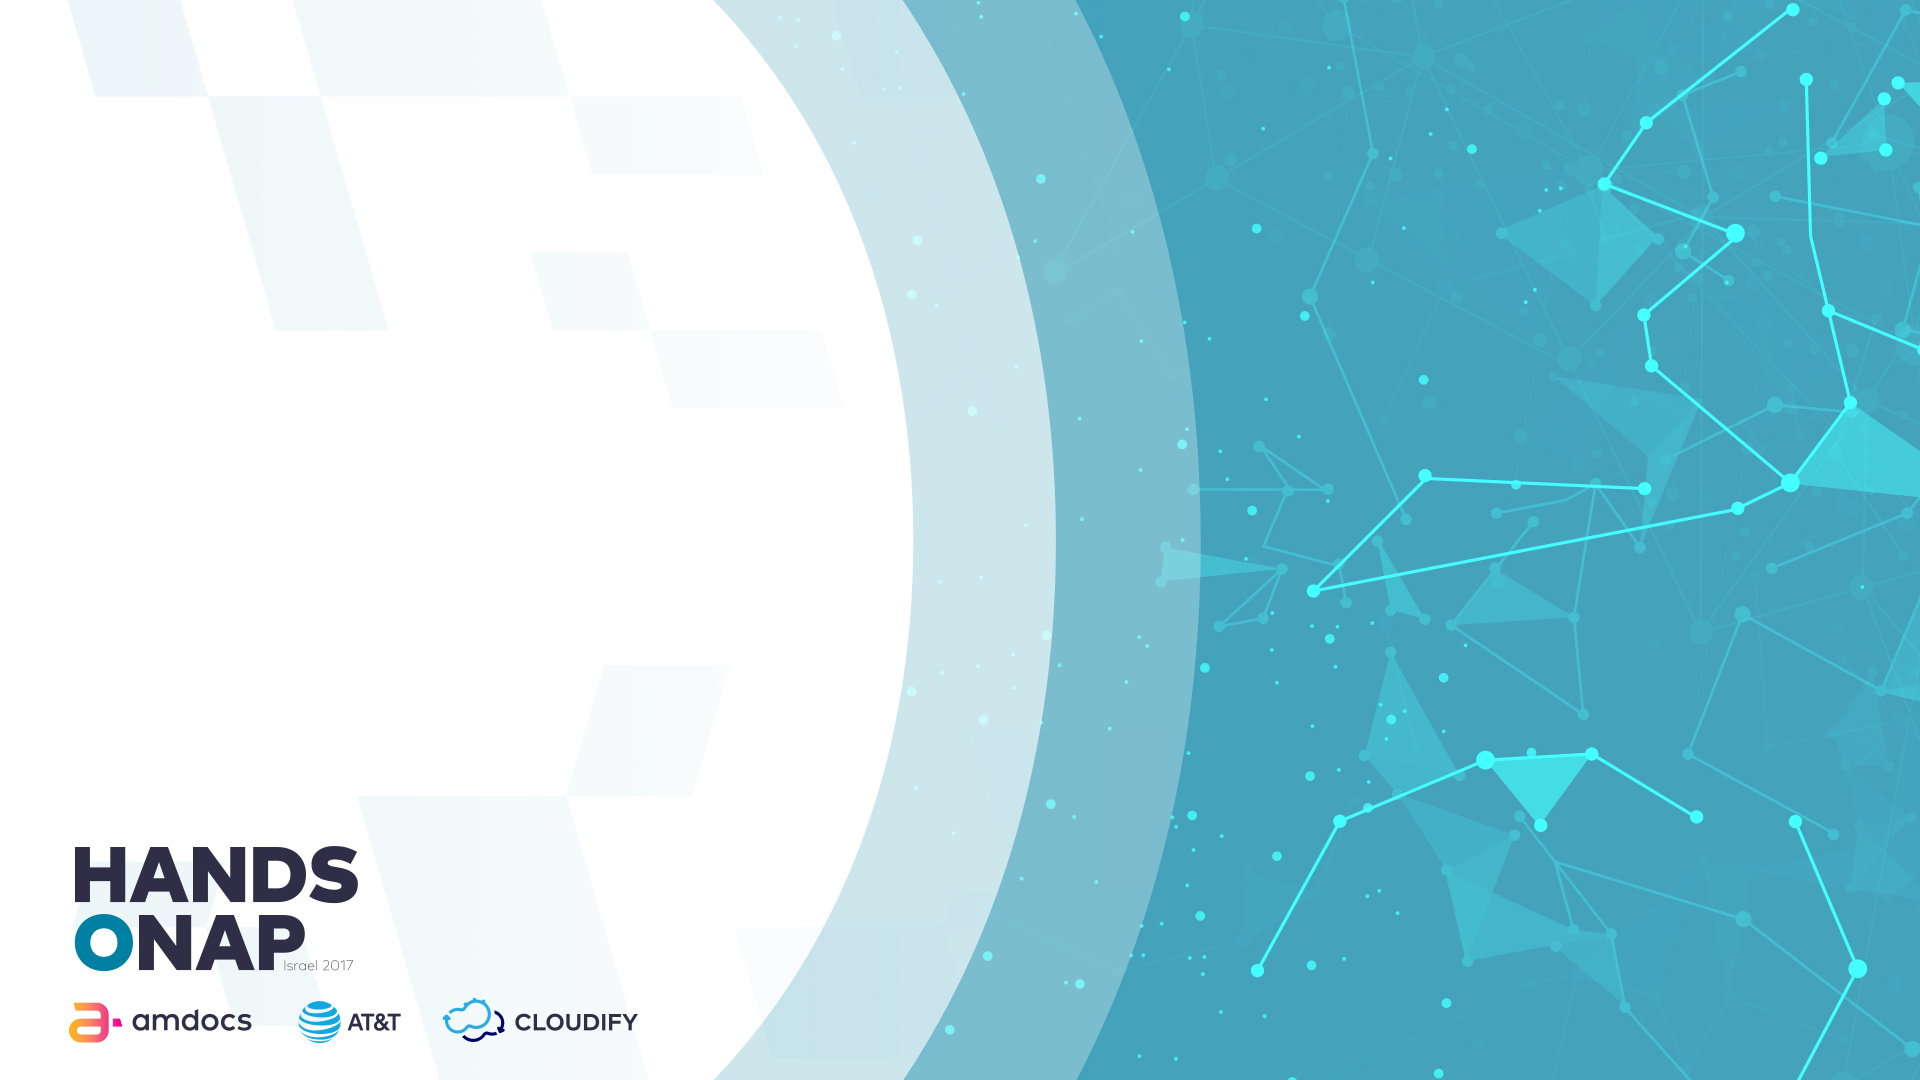 HANDS
ONAP
Israel 2017
amdocs AT&T CLOUDIFY